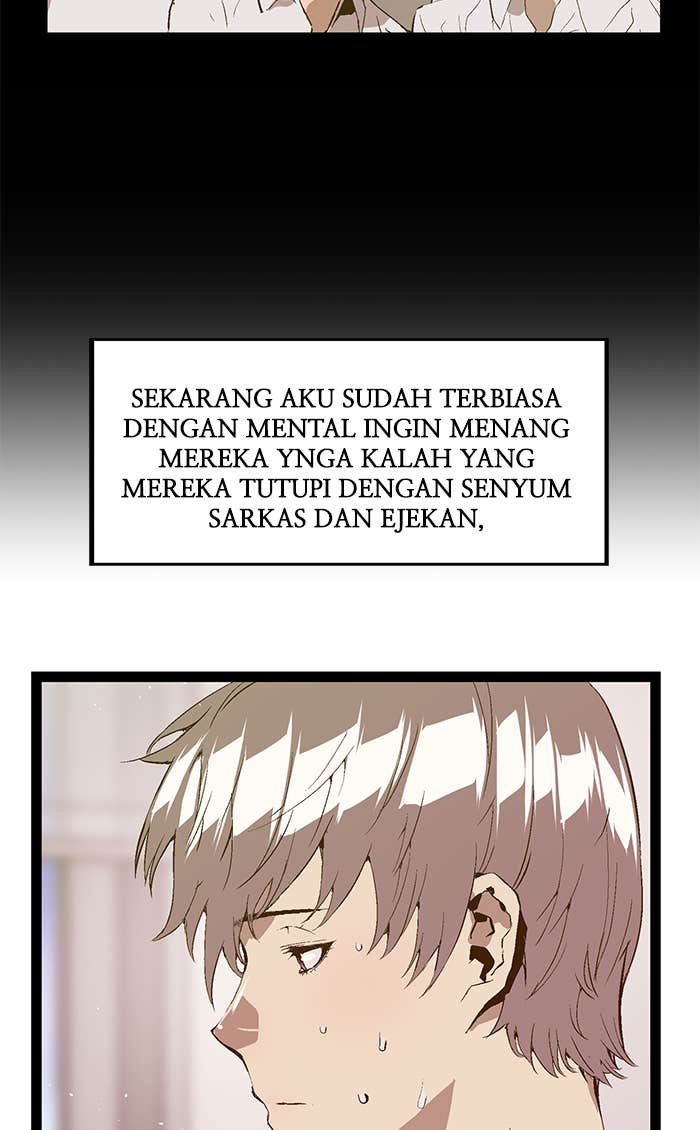 SEKARANG AKU SUDAH TERBIASA
DENGAN MENTAL INGIN MENANG
MEREKA YNGA KALAH YANG
MEREKA TUTUPI DENGAN SENYUM
SARKAS DAN EJEKAN,